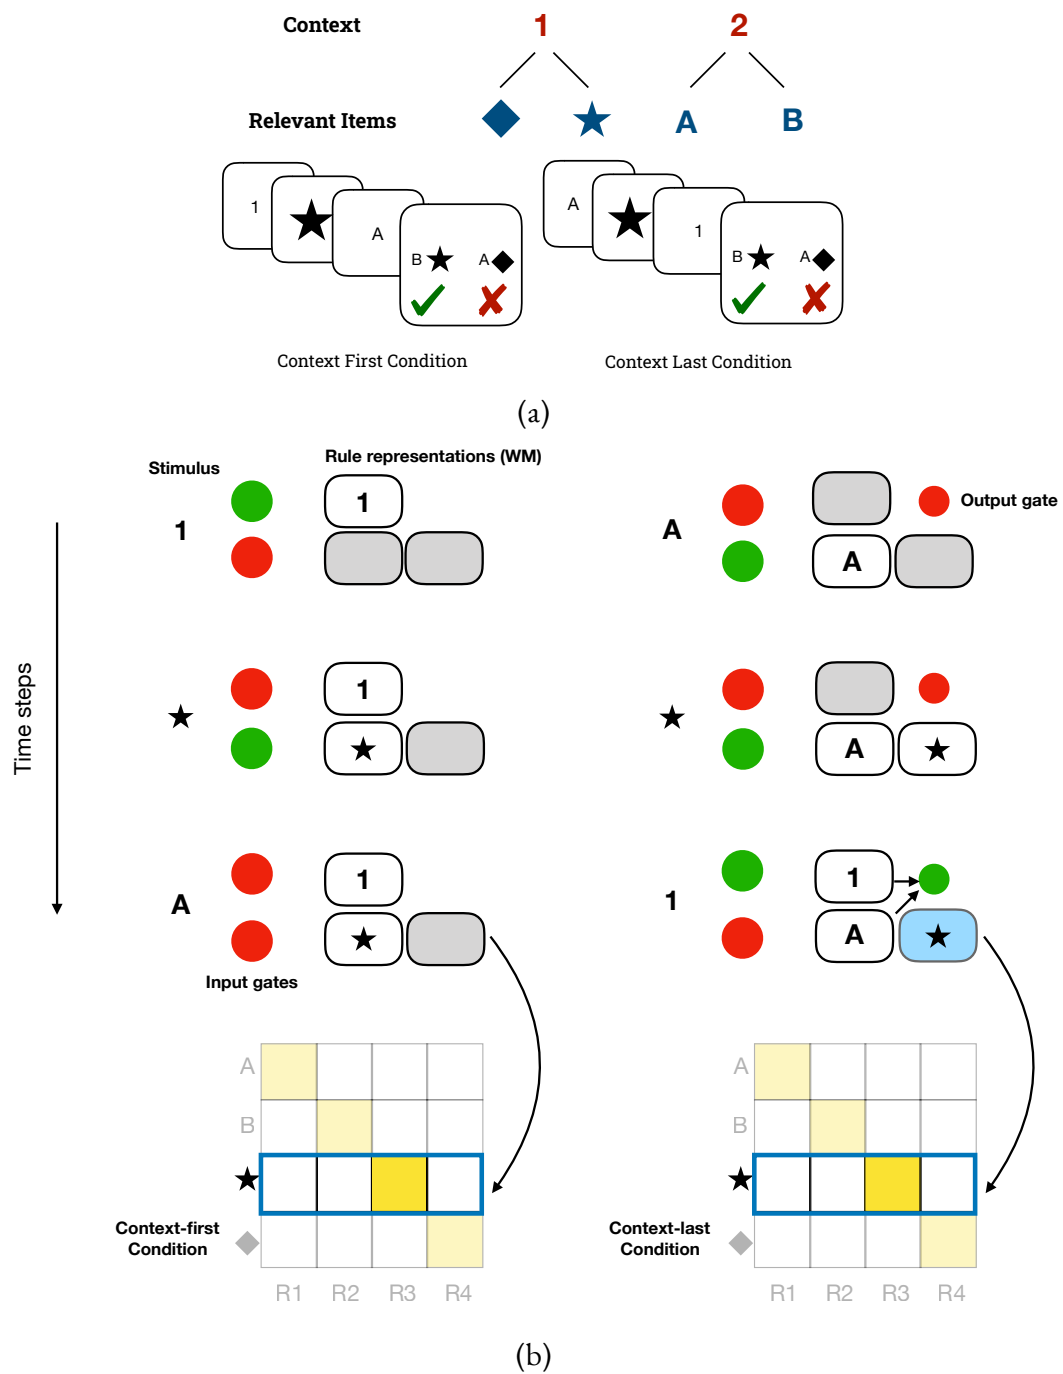 Context 1 2
Relevant Items A B
1 A B A
A 1 B A
Context First Condition Context Last Condition
(a)
Stimulus Rule representations (WM)
1 1
A A Output gate
1
A
A 1
1 1 A
Input gates
A
B
Context-first
Condition
R1 R2 R3 R4
A
B
Context-last
Condition
R1 R2 R3 R4
Time steps
(b)